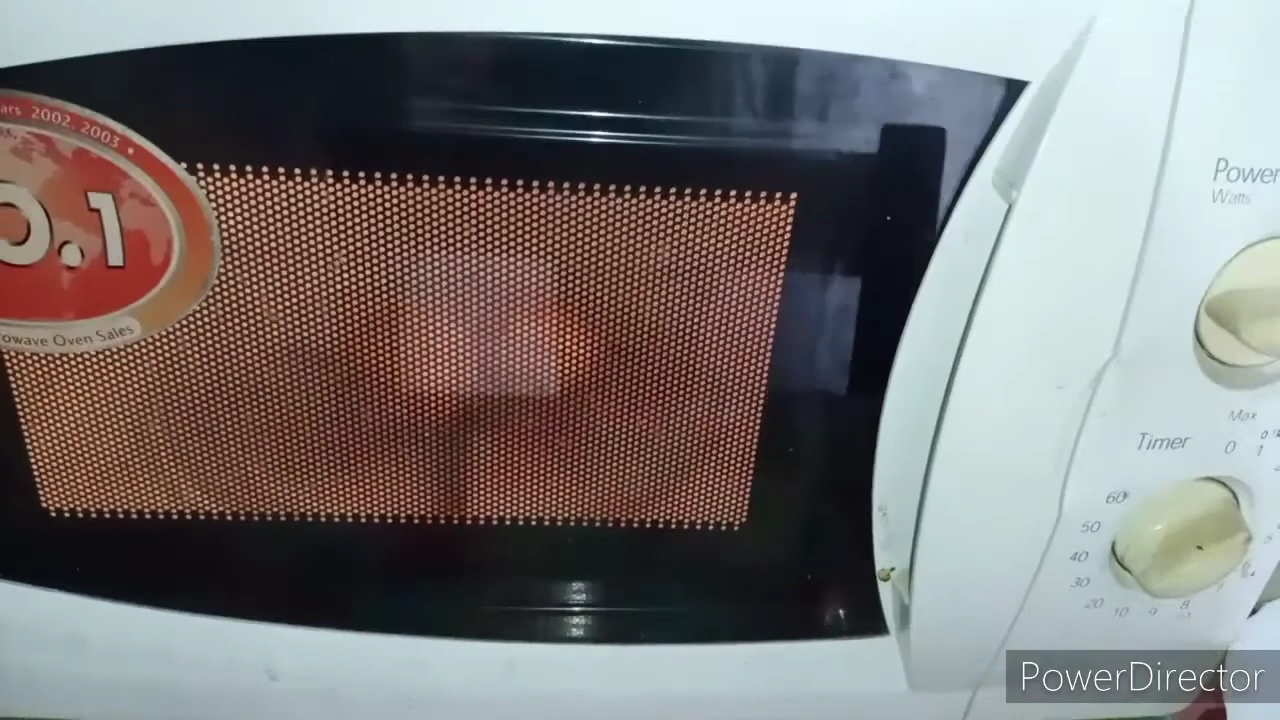 ars 2002, 2003 •
O.1
owave Oven Sales
Power
Watts
Max
Timer
0
1
60
50
40
30
20
10
9
8
PowerDirector